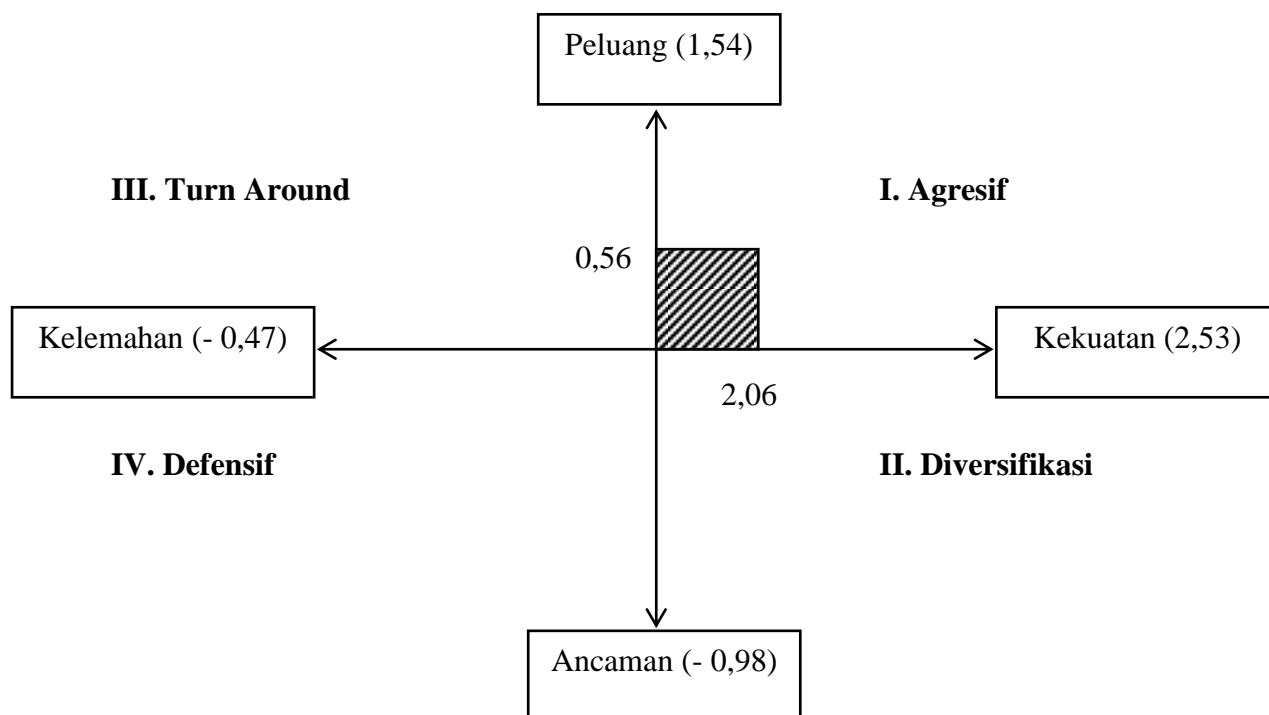 Peluang (1,54)
III. Turn Around
I. Agresif
0,56
Kelemahan (- 0,47)
Kekuatan (2,53)
2,06
IV. Defensif
II. Diversifikasi
Ancaman (- 0,98)